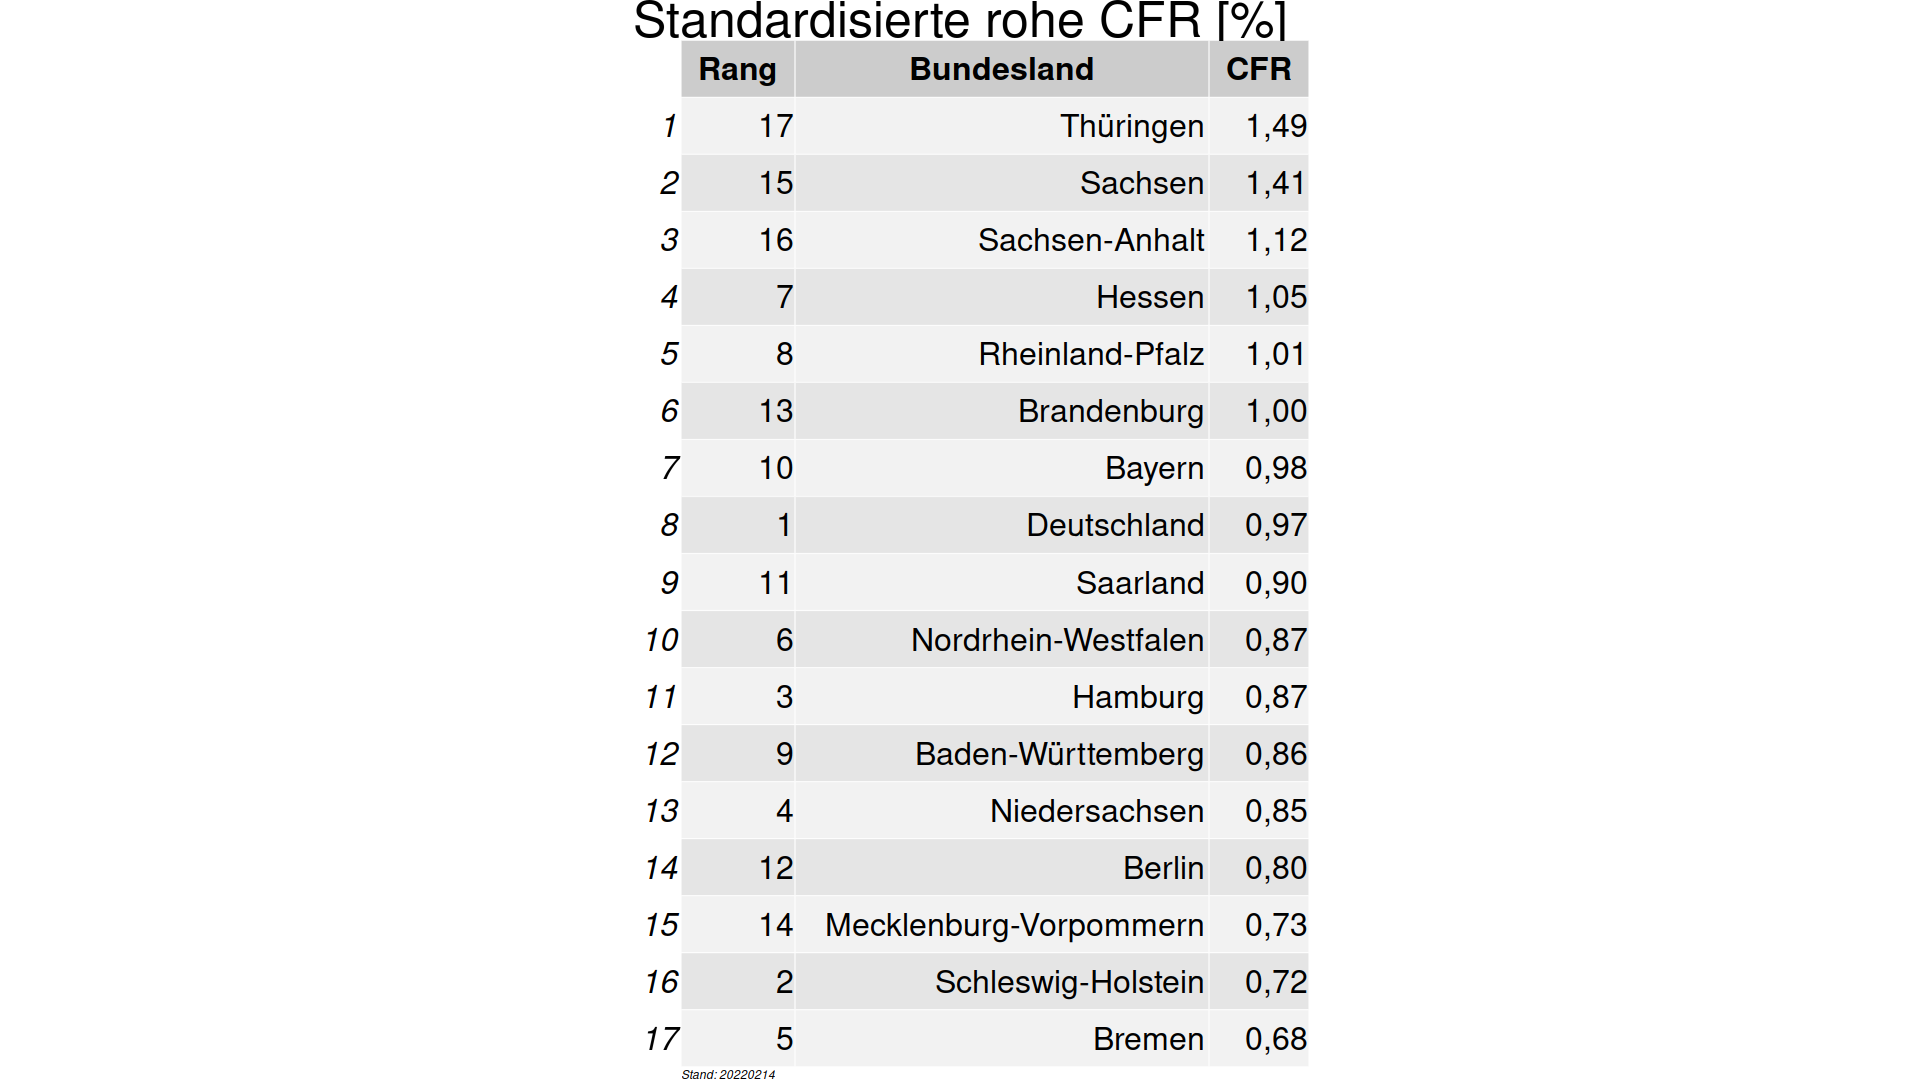 Standardisierte rohe CFR [%]
Rang Bundesland CFR
1 17 Thüringen 1,49
2 15 Sachsen 1,41
3 16 Sachsen-Anhalt 1,12
4 7 Hessen 1,05
5 8 Rheinland-Pfalz 1,01
6 13 Brandenburg 1,00
7 10 Bayern 0,98
8 1 Deutschland 0,97
9 11 Saarland 0,90
10 6 Nordrhein-Westfalen 0,87
11 3 Hamburg 0,87
12 9 Baden-Württemberg 0,86
13 4 Niedersachsen 0,85
14 12 Berlin 0,80
15 14 Mecklenburg-Vorpommern 0,73
16 2 Schleswig-Holstein 0,72
17 5 Bremen 0,68
Stand: 20220214